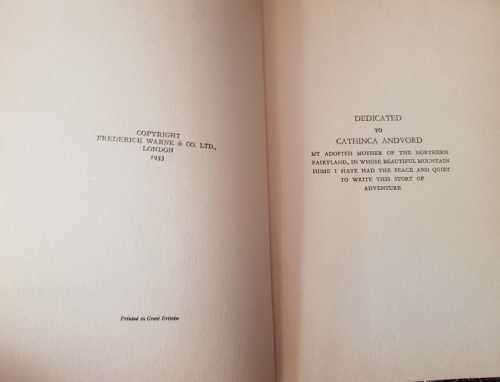 COPYRIGHT
FREDERICK WARNE & CO. LTD.,
LONDON
1933
Printed in Great Britain
DEDICATED
TO
CATHINCA ANDVORD
MY ADOPTED MOTHER OF THE NORTHERN
FAIRYLAND, IN WHOSE BEAUTIFUL MOUNTAIN
HOME I HAVE HAD THE PEACE AND QUIET
TO WRITE THIS STORY OF
ADVENTURE